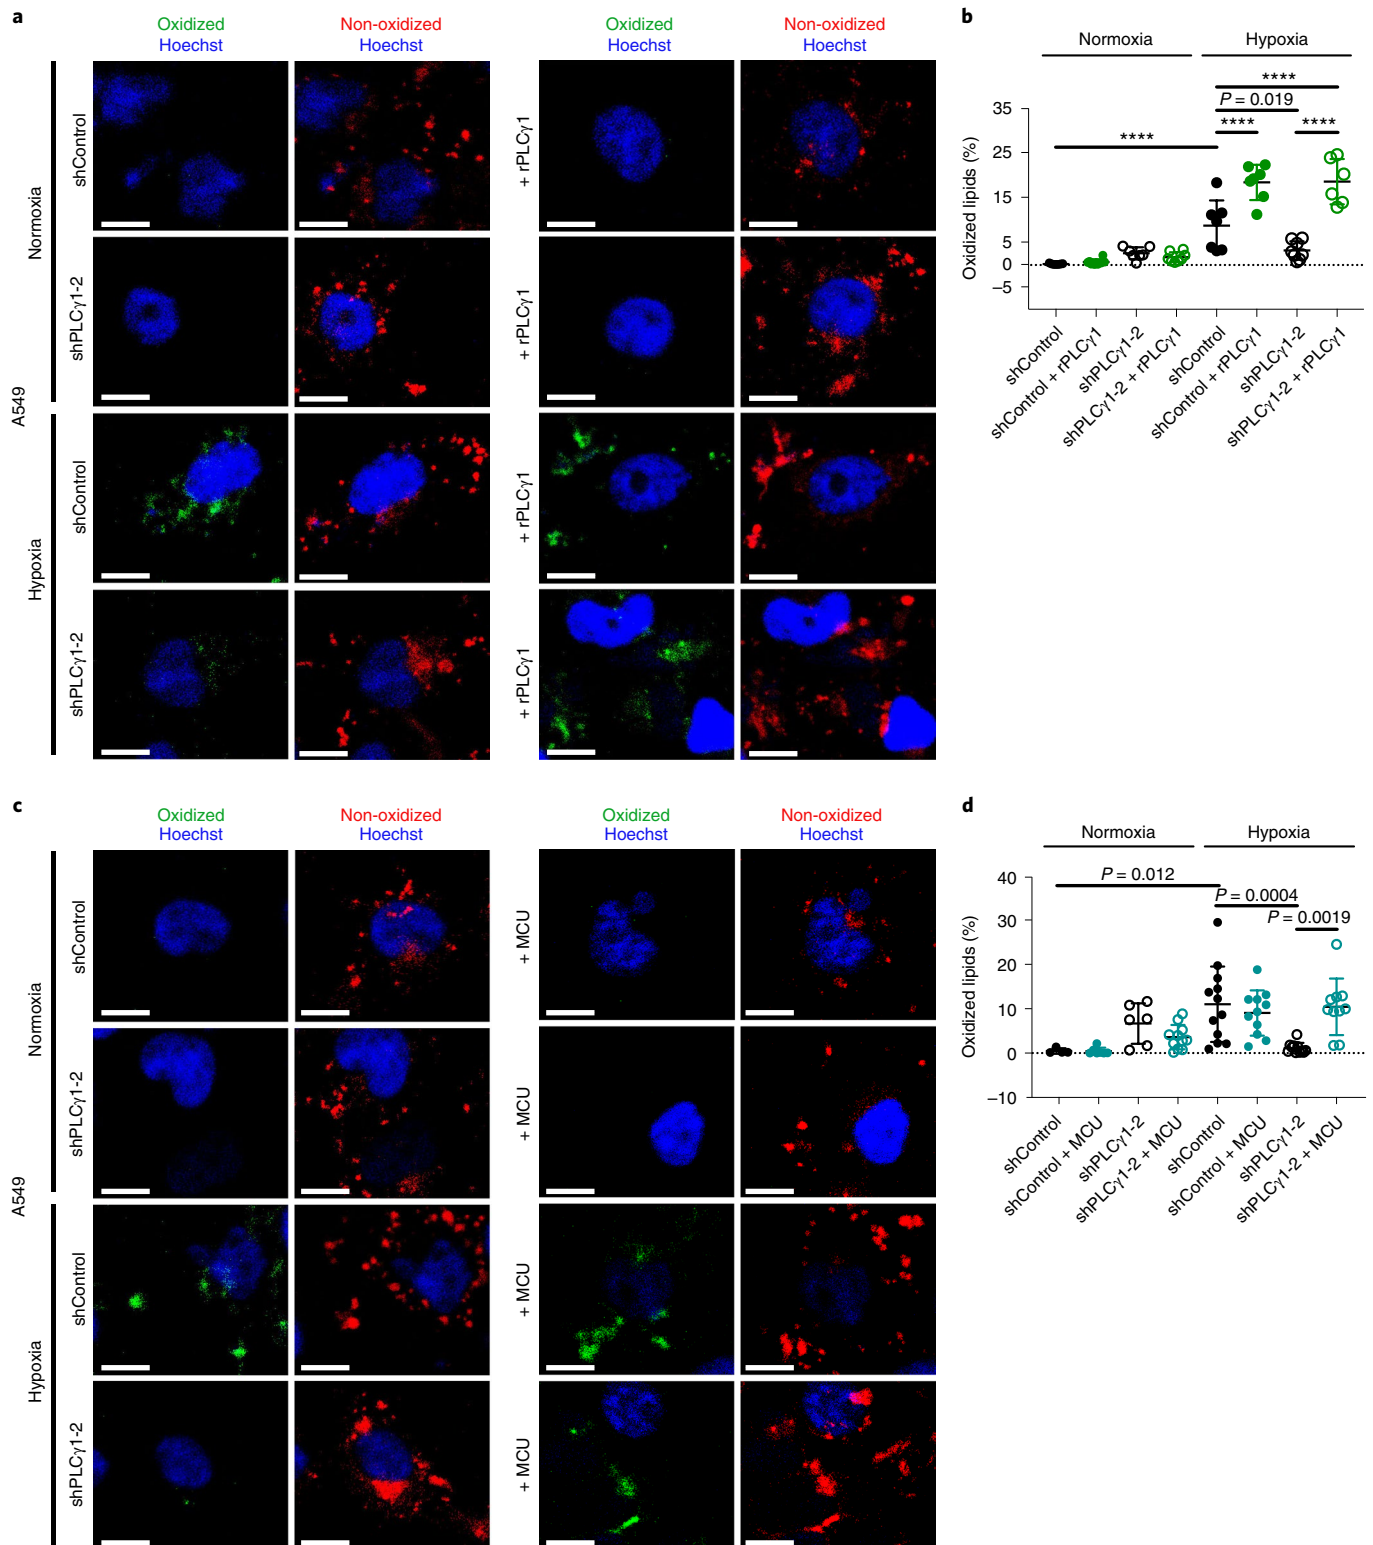 a
Oxidized
Hoechst
Non-oxidized
Hoechst
Oxidized
Hoechst
Non-oxidized
Hoechst
A549
Normoxia
shControl
+ rPLCγ1
shPLCγ1-2
+ rPLCγ1
Hypoxia
shControl
+ rPLCγ1
shPLCγ1-2
+ rPLCγ1
b
Normoxia
Hypoxia
****
P = 0.019
****
****
****
Oxidized lipids (%)
35
25
15
5
0
−5
shControl
shControl + rPLCγ1
shPLCγ1-2
shPLCγ1-2 + rPLCγ1
shControl
shControl + rPLCγ1
shPLCγ1-2
shPLCγ1-2 + rPLCγ1
c
Oxidized
Hoechst
Non-oxidized
Hoechst
Oxidized
Hoechst
Non-oxidized
Hoechst
A549
Normoxia
shControl
+ MCU
shPLCγ1-2
+ MCU
Hypoxia
shControl
+ MCU
shPLCγ1-2
+ MCU
d
Normoxia
Hypoxia
P = 0.012
P = 0.0004
P = 0.0019
Oxidized lipids (%)
40
30
20
10
0
−10
shControl
shControl + MCU
shPLCγ1-2
shPLCγ1-2 + MCU
shControl
shControl + MCU
shPLCγ1-2
shPLCγ1-2 + MCU